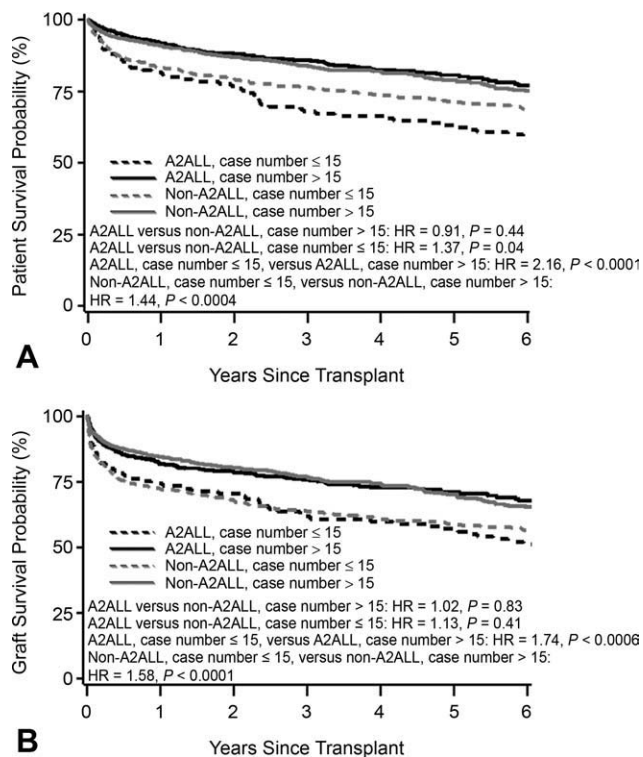 100
75
50
25
0
Patient Survival Probability (%)
A2ALL, case number ≤ 15
A2ALL, case number > 15
Non-A2ALL, case number ≤ 15
Non-A2ALL, case number > 15
A2ALL versus non-A2ALL, case number > 15: HR = 0.91, P = 0.44
A2ALL versus non-A2ALL, case number ≤ 15: HR = 1.37, P = 0.04
A2ALL, case number ≤ 15, versus A2ALL, case number > 15: HR = 2.16, P < 0.0001
Non-A2ALL, case number ≤ 15, versus non-A2ALL, case number > 15:
HR = 1.44, P < 0.0004
0 1 2 3 4 5 6
A
Years Since Transplant
100
75
50
25
0
Graft Survival Probability (%)
A2ALL, case number ≤ 15
A2ALL, case number > 15
Non-A2ALL, case number ≤ 15
Non-A2ALL, case number > 15
A2ALL versus non-A2ALL, case number > 15: HR = 1.02, P = 0.83
A2ALL versus non-A2ALL, case number ≤ 15: HR = 1.13, P = 0.41
A2ALL, case number ≤ 15, versus A2ALL, case number > 15: HR = 1.74, P < 0.0006
Non-A2ALL, case number ≤ 15, versus non-A2ALL, case number > 15:
HR = 1.58, P < 0.0001
0 1 2 3 4 5 6
B
Years Since Transplant